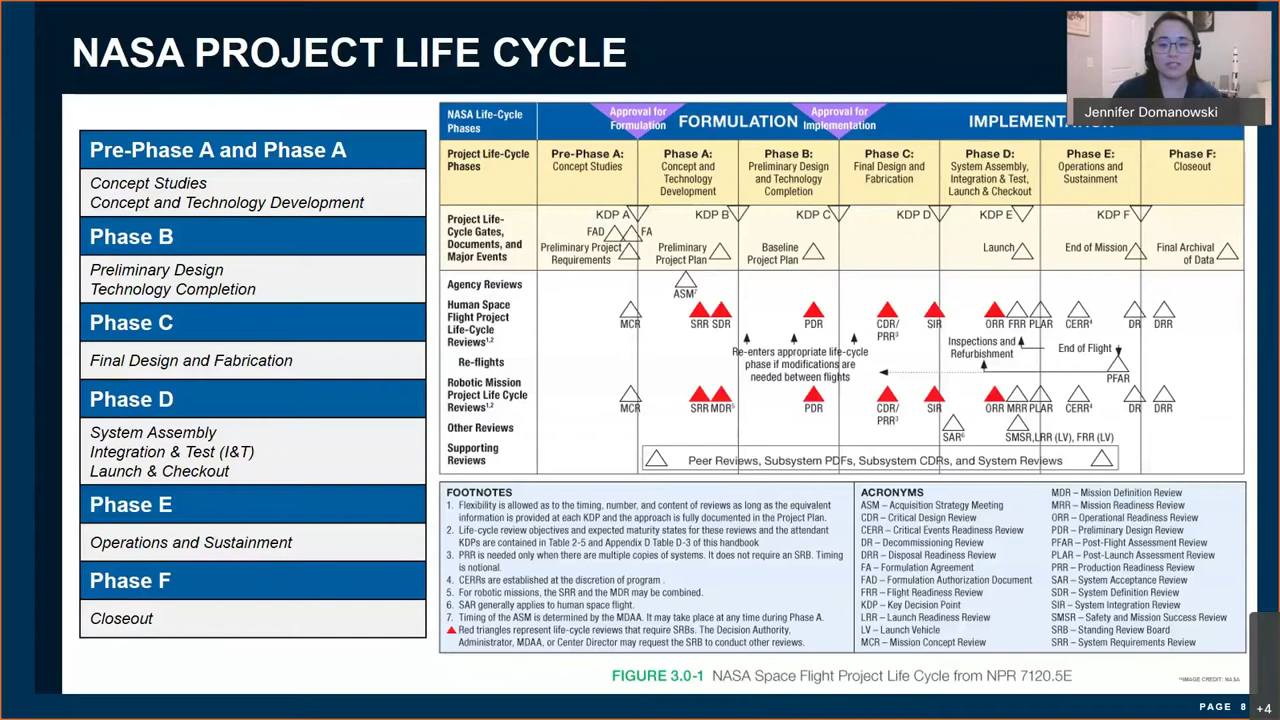 NASA PROJECT LIFE CYCLE
Jennifer Domanowski
Pre-Phase A and Phase A
Concept Studies
Concept and Technology Development
Phase B
Preliminary Design
Technology Completion
Phase C
Final Design and Fabrication
Phase D
System Assembly
Integration & Test (I&T)
Launch & Checkout
Phase E
Operations and Sustainment
Phase F
Closeout
NASA Life-Cycle
Phases
Approval for
Formulation
FORMULATION
Approval for
Implementation
IMPLEMENTATION
Project Life-Cycle
Phases
Pre-Phase A:
Concept Studies
Phase A:
Concept and
Technology
Development
Phase B:
Preliminary Design
and Technology
Completion
Phase C:
Final Design and
Fabrication
Phase D:
System Assembly,
Integration & Test,
Launch & Checkout
Phase E:
Operations and
Sustainment
Phase F:
Closeout
Project Life-
Cycle Gates,
Documents, and
Major Events
KDP A
KDP B
KDP C
KDP D
KDP E
KDP F
FAD
FA
Preliminary Project
Requirements
Preliminary
Project Plan
Baseline
Project Plan
Launch
End of Mission
Final Archival
of Data
Agency Reviews
ASM7
Human Space
Flight Project
Life-Cycle
Reviews1,2
MCR
SRR
SDR
PDR
CDR/
PRR3
SIR
ORR
FRR
PLAR
CERR4
DR
DRR
Re-flights
Re-enters appropriate life-cycle
phase if modifications are
needed between flights
Inspections and
Refurbishment
End of Flight
PFAR
Robotic Mission
Project Life Cycle
Reviews1,2
MCR
SRR
MDR5
PDR
CDR/
PRR3
SIR
ORR
MRR
PLAR
CERR4
DR
DRR
Other Reviews
SAR6
SMSR,LRR (LV), FRR (LV)
Supporting
Reviews
Peer Reviews, Subsystem PDFs, Subsystem CDRs, and System Reviews
FOOTNOTES
1. Flexibility is allowed as to the timing, number, and content of reviews as long as the equivalent
information is provided at each KDP and the approach is fully documented in the Project Plan.
2. Life-cycle review objectives and expected maturity states for these reviews and the attendant
KDPs are contained in Table 2-5 and Appendix D Table D-3 of this handbook
3. PRR is needed only when there are multiple copies of systems. It does not require an SRB. Timing
is notional.
4. CERRs are established at the discretion of program .
5. For robotic missions, the SRR and the MDR may be combined.
6. SAR generally applies to human space flight.
7. Timing of the ASM is determined by the MDAA. It may take place at any time during Phase A.
Red triangles represent life-cycle reviews that require SRBs. The Decision Authority,
Administrator, MDAA, or Center Director may request the SRB to conduct other reviews.
ACRONYMS
ASM – Acquisition Strategy Meeting
CDR – Critical Design Review
CERR – Critical Events Readiness Review
DR – Decommissioning Review
DRR – Disposal Readiness Review
FA – Formulation Agreement
FAD – Formulation Authorization Document
FRR – Flight Readiness Review
KDP – Key Decision Point
LRR – Launch Readiness Review
LV – Launch Vehicle
MCR – Mission Concept Review
MDR – Mission Definition Review
MRR – Mission Readiness Review
ORR – Operational Readiness Review
PDR – Preliminary Design Review
PFAR – Post-Flight Assessment Review
PLAR – Post-Launch Assessment Review
PRR – Production Readiness Review
SAR – System Acceptance Review
SDR – System Definition Review
SIR – System Integration Review
SMSR – Safety and Mission Success Review
SRB – Standing Review Board
SRR – System Requirements Review
FIGURE 3.0-1 NASA Space Flight Project Life Cycle from NPR 7120.5E
**IMAGE CREDIT: NASA
PAGE 8
+4